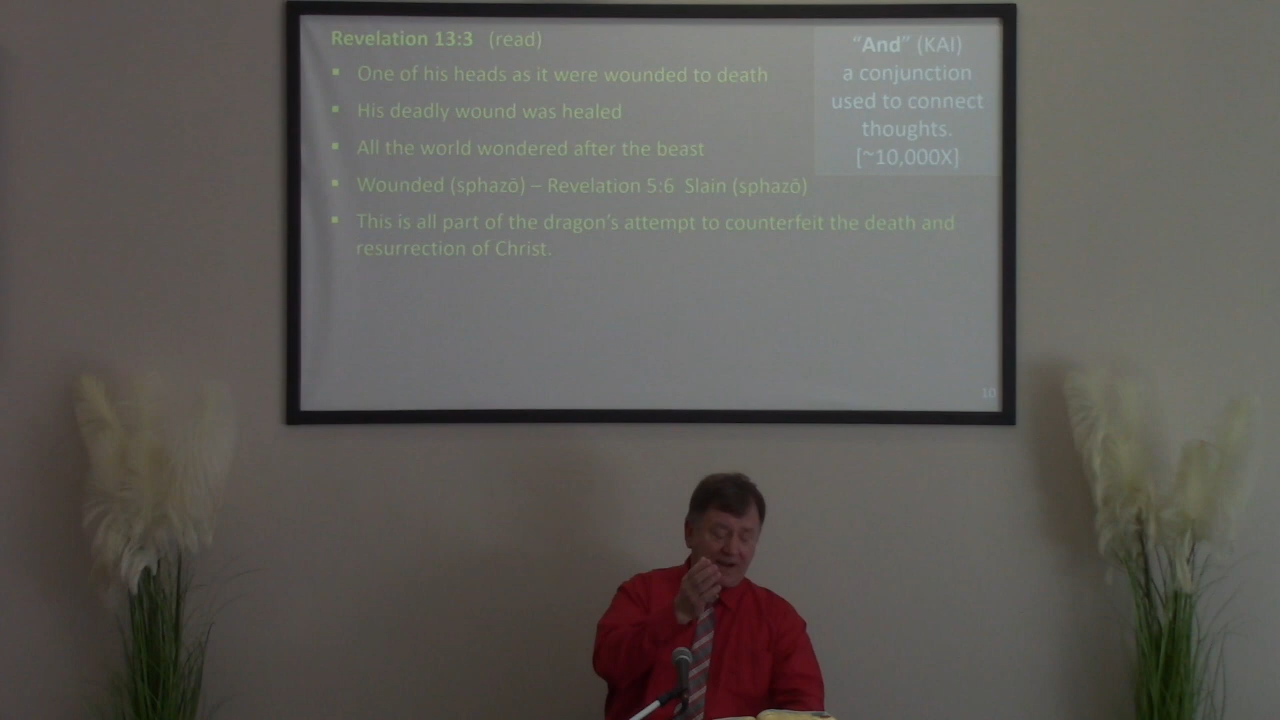 Revelation 13:3 (read)
▪ One of his heads as it were wounded to death
▪ His deadly wound was healed
▪ All the world wondered after the beast
▪ Wounded (sphazō) – Revelation 5:6 Slain (sphazō)
▪ This is all part of the dragon's attempt to counterfeit the death and
resurrection of Christ.
"And" (KAI)
a conjunction
used to connect
thoughts.
[~10,000X]
10